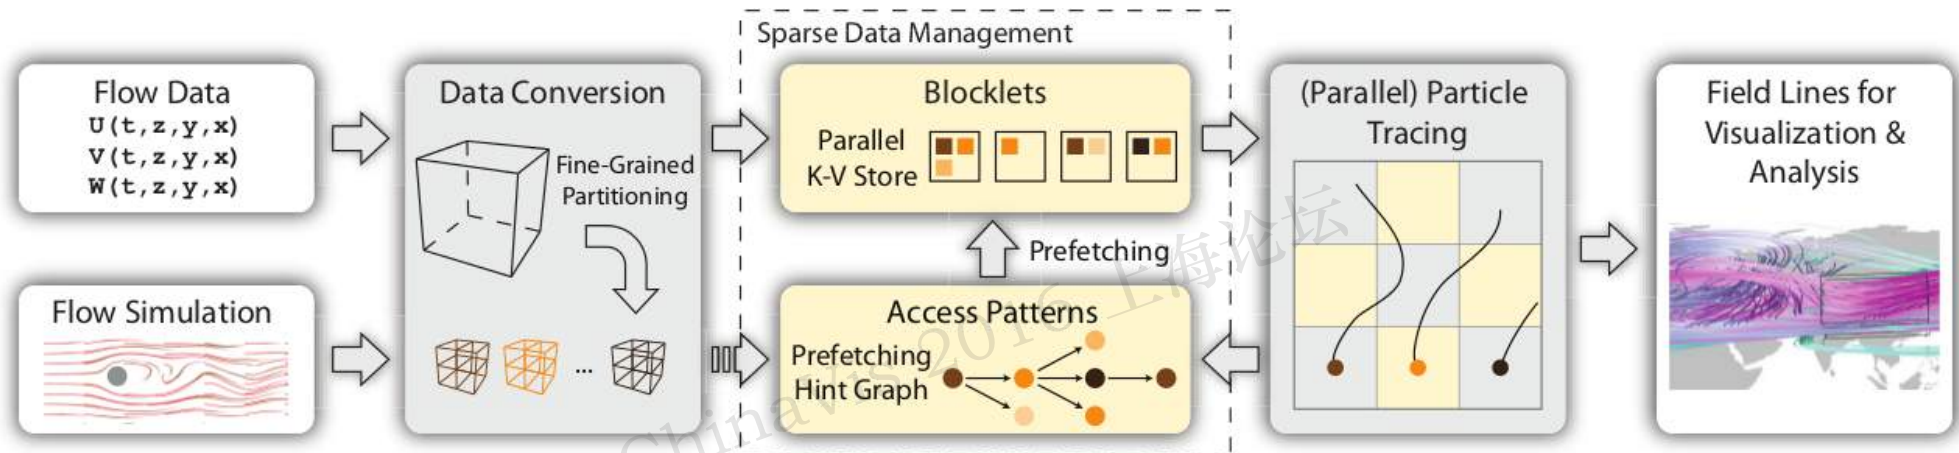 Sparse Data Management
Flow Data
U(t,z,y,x)
V(t,z,y,x)
W(t,z,y,x)
Flow Simulation
Data Conversion
Fine-Grained
Partitioning
...
Blocklets
Parallel
K-V Store
Prefetching
Access Patterns
Prefetching
Hint Graph
(Parallel) Particle
Tracing
Field Lines for
Visualization &
Analysis
ChinaVis 2016 上海论坛